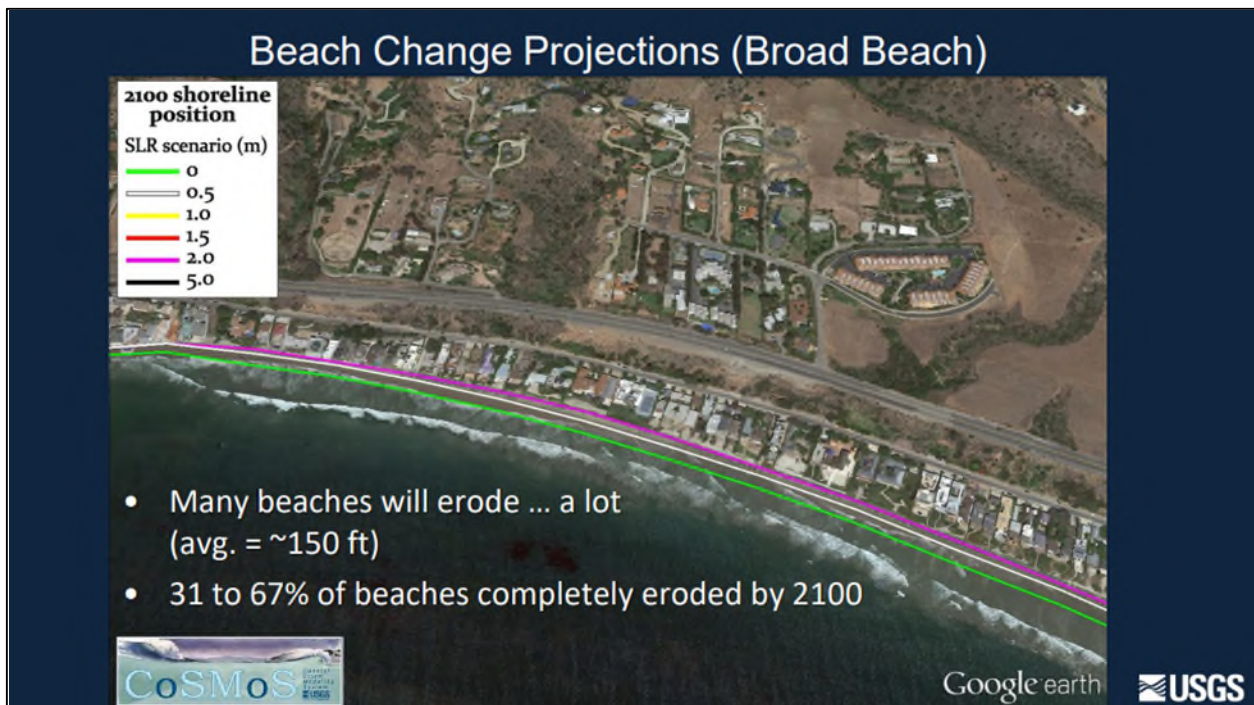 Beach Change Projections (Broad Beach)
2100 shoreline
position
SLR scenario (m)
0
0.5
1.0
1.5
2.0
5.0
• Many beaches will erode ... a lot
(avg. = ~150 ft)
• 31 to 67% of beaches completely eroded by 2100
CoSMoS
USGS
Google earth
USGS